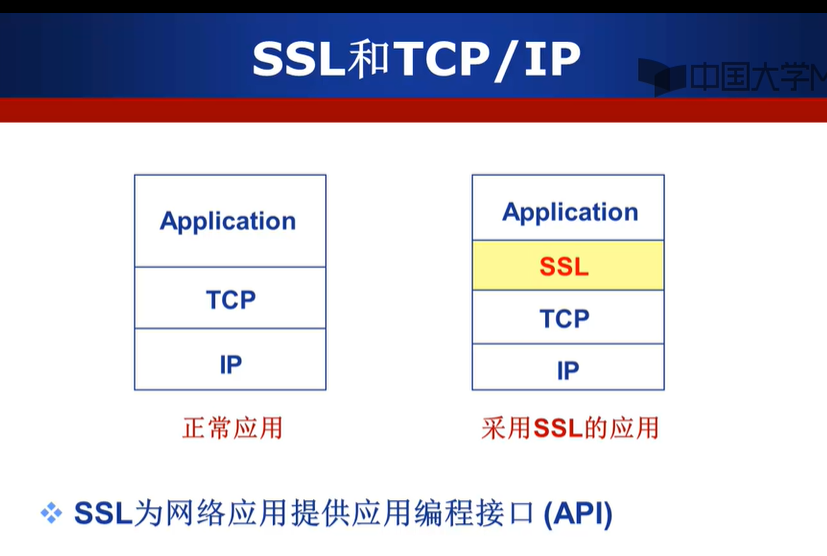 SSL和TCP/IP
中国大学M
Application
TCP
IP
正常应用
Application
SSL
TCP
IP
采用SSL的应用
SSL为网络应用提供应用编程接口 (API)